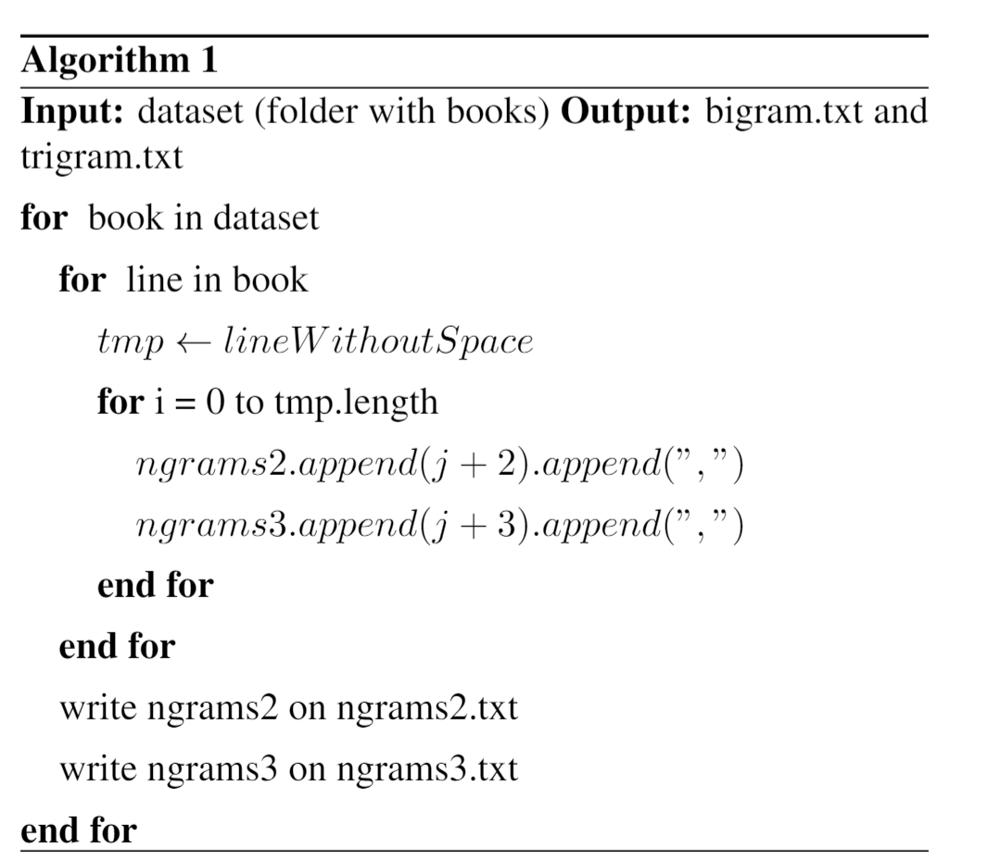 Algorithm 1
Input: dataset (folder with books) Output: bigram.txt and
trigram.txt
for book in dataset
for line in book
tmp ← lineWithoutSpace
for i = 0 to tmp.length
ngrams2.append(j + 2).append(”,”)
ngrams3.append(j + 3).append(”,”)
end for
end for
write ngrams2 on ngrams2.txt
write ngrams3 on ngrams3.txt
end for